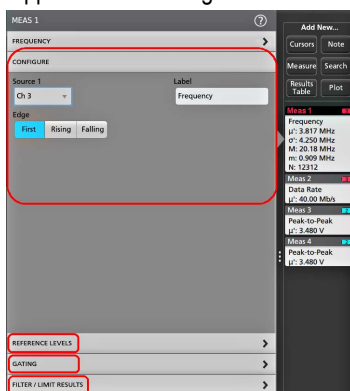 MEAS 1
?
FREQUENCY
CONFIGURE
Source 1
Label
Ch 3
Frequency
Edge
First Rising Falling
REFERENCE LEVELS
GATING
FILTER / LIMIT RESULTS
Add New...
Cursors Note
Measure Search
Results Table
Plot
Meas 1
Frequency
µ': 3.817 MHz
σ': 4.250 MHz
M: 20.18 MHz
m: 0.909 MHz
N: 12312
Meas 2
Data Rate
µ': 40.00 Mb/s
Meas 3
Peak-to-Peak
µ': 3.480 V
Meas 4
Peak-to-Peak
µ': 3.480 V